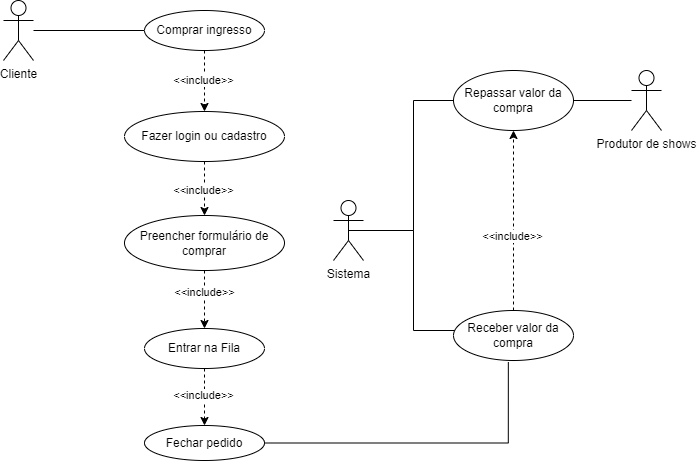 Comprar ingresso
Cliente
<<include>>
Fazer login ou cadastro
<<include>>
Preencher formulário de
comprar
<<include>>
Entrar na Fila
<<include>>
Fechar pedido
Repassar valor da
compra
Produtor de shows
Sistema
<<include>>
Receber valor da
compra